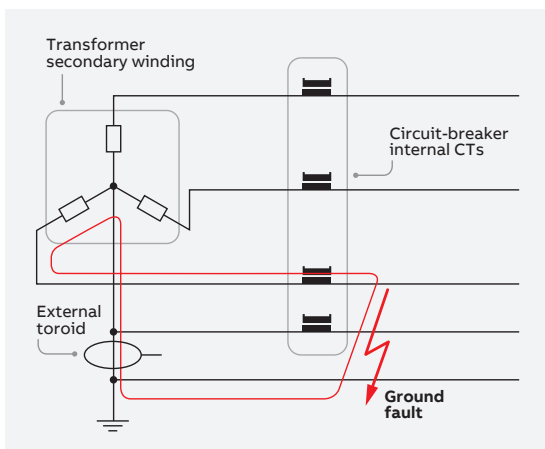 Transformer
secondary winding
Circuit-breaker
internal CTs
External
toroid
Ground
fault